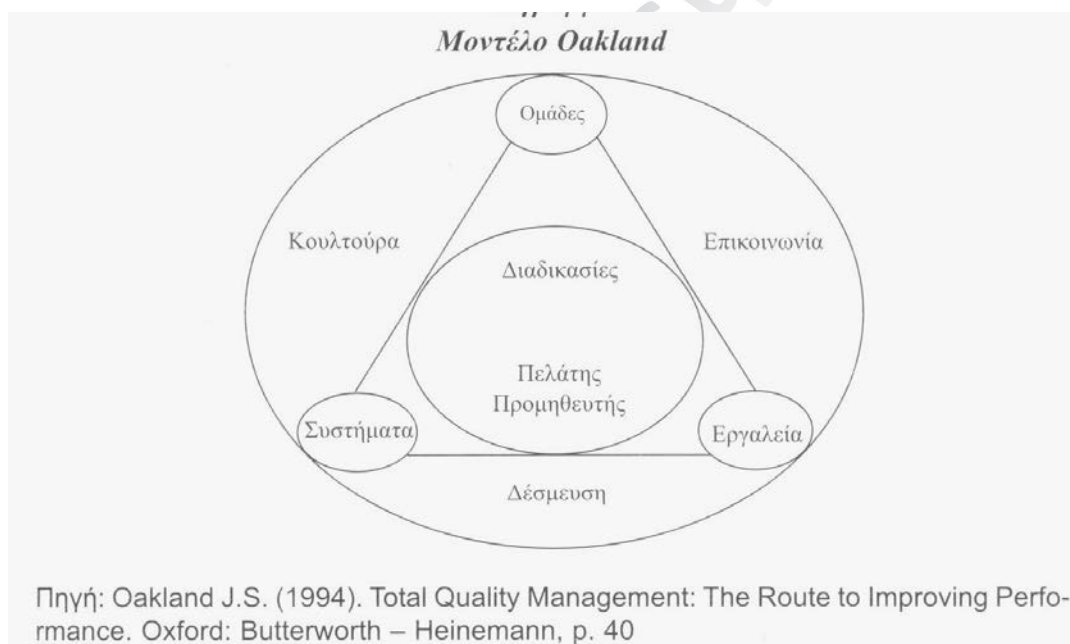 Μοντέλο Oakland
Ομάδες
Κουλτούρα
Επικοινωνία
Διαδικασίες
Πελάτης
Προμηθευτής
Συστήματα
Εργαλεία
Δέσμευση
Πηγή: Oakland J.S. (1994). Total Quality Management: The Route to Improving Perfo-
rmance. Oxford: Butterworth – Heinemann, p. 40